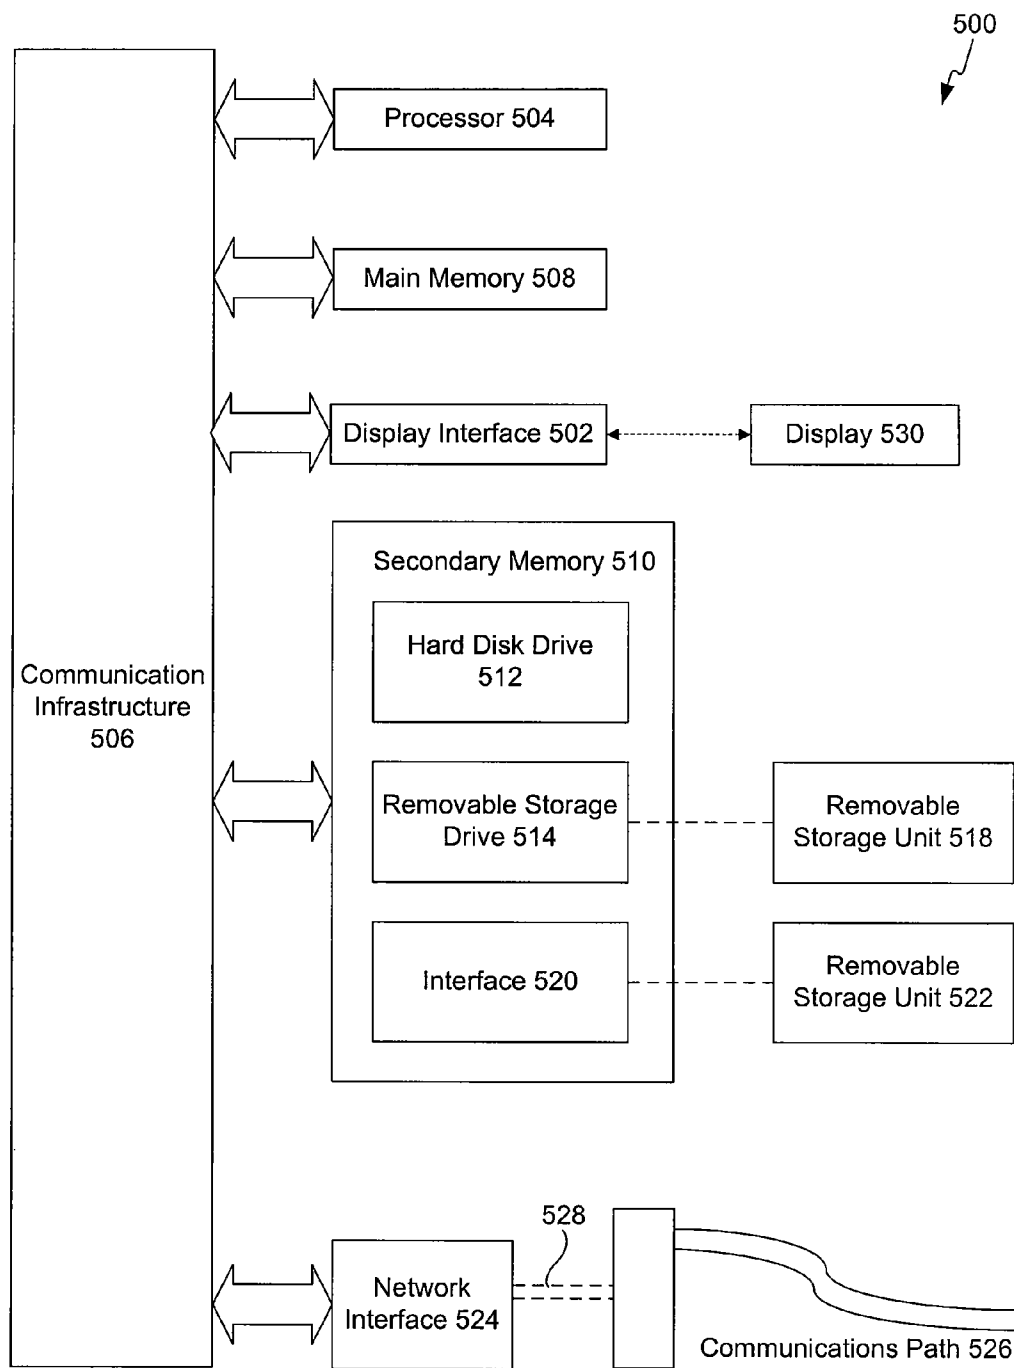 500
Processor 504
Main Memory 508
Display Interface 502
Display 530
Secondary Memory 510
Hard Disk Drive
512
Communication
Infrastructure
506
Removable Storage
Drive 514
Removable
Storage Unit 518
Interface 520
Removable
Storage Unit 522
528
Network
Interface 524
Communications Path 526